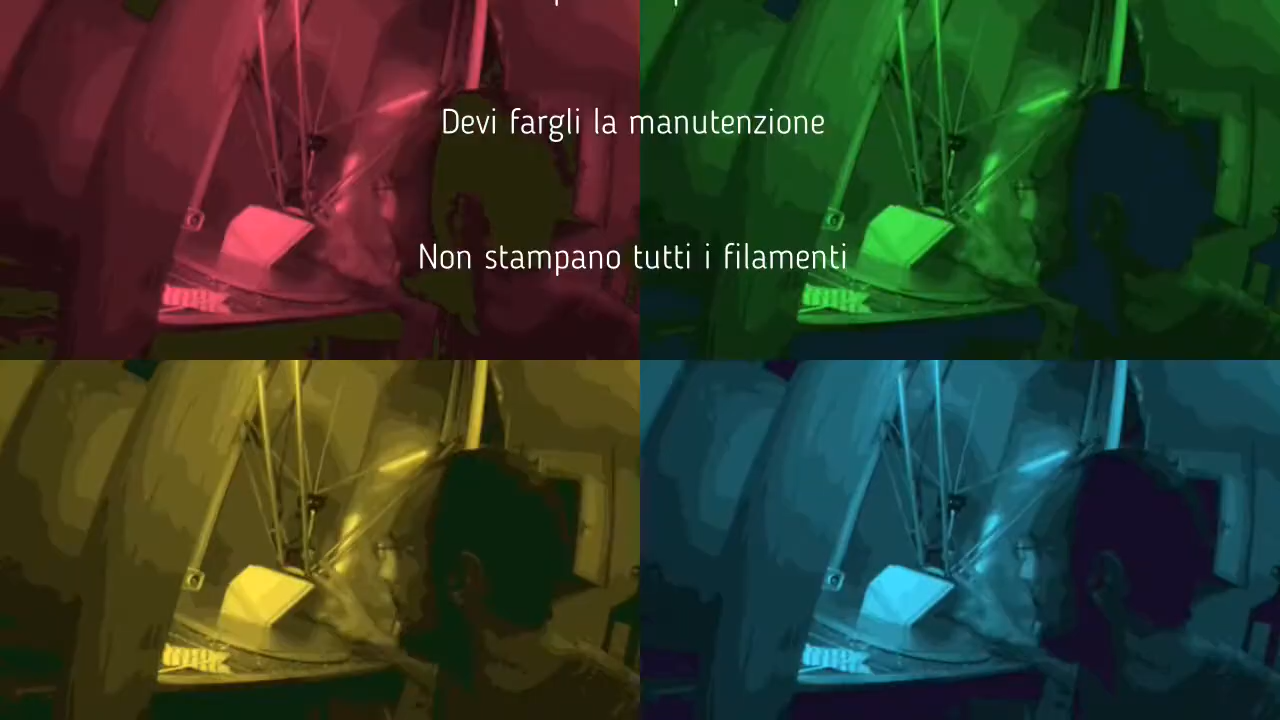 Devi fargli la manutenzione
Non stampano tutti i filamenti